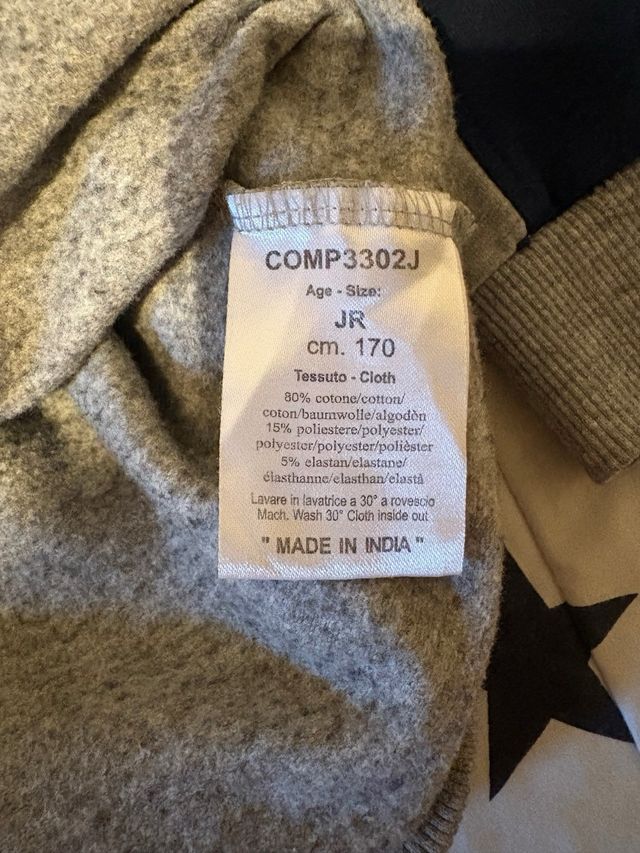 COMP3302J
Age - Size:
JR
cm. 170
Tessuto - Cloth
80% cotone/cotton/
coton/baumwolle/algodòn
15% poliestere/polyester/
polyester/polyester/polièster
5% elastan/elastane/
élasthanne/elasthan/elastà
Lavare in lavatrice a 30° a rovescio
Mach. Wash 30° Cloth inside out
" MADE IN INDIA "